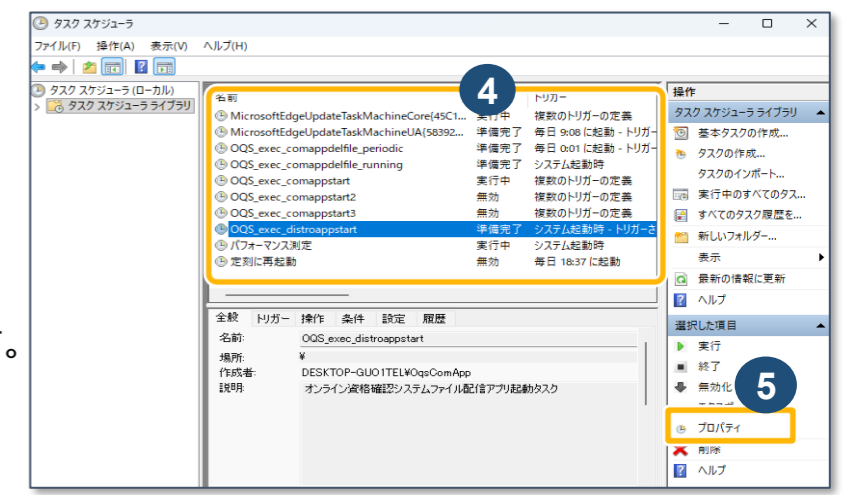 タスク スケジューラ
ファイル(F) 操作(A) 表示(V) ヘルプ(H)
タスク スケジューラ (ローカル)
タスク スケジューラ ライブラリ
名前 トリガー
MicrosoftEdgeUpdateTaskMachineCore{45C1... 実行中 複数のトリガーの定義
MicrosoftEdgeUpdateTaskMachineUA{58392... 準備完了 毎日 9:08 に起動 - トリガー
OQS_exec_comappdelfile_periodic 準備完了 毎日 0:01 に起動 - トリガー
OQS_exec_comappdelfile_running 準備完了 システム起動時
OQS_exec_comappstart 実行中 複数のトリガーの定義
OQS_exec_comappstart2 無効 複数のトリガーの定義
OQS_exec_comappstart3 無効 複数のトリガーの定義
OQS_exec_distroappstart 準備完了 システム起動時 - トリガーさ
パフォーマンス測定 実行中 システム起動時
定刻に再起動 無効 毎日 18:37 に起動
4
全般 トリガー 操作 条件 設定 履歴
名前: OQS_exec_distroappstart
場所: ¥
作成者: DESKTOP-GUO1TEL¥OqsComApp
説明: オンライン資格確認システムファイル配信アプリ起動タスク
操作
タスク スケジューラ ライブラリ
基本タスクの作成...
タスクの作成...
タスクのインポート...
実行中のすべてのタス...
すべてのタスク履歴を...
新しいフォルダー...
表示
最新の情報に更新
ヘルプ
選択した項目
実行
終了
無効化
5
プロパティ
削除
ヘルプ
。